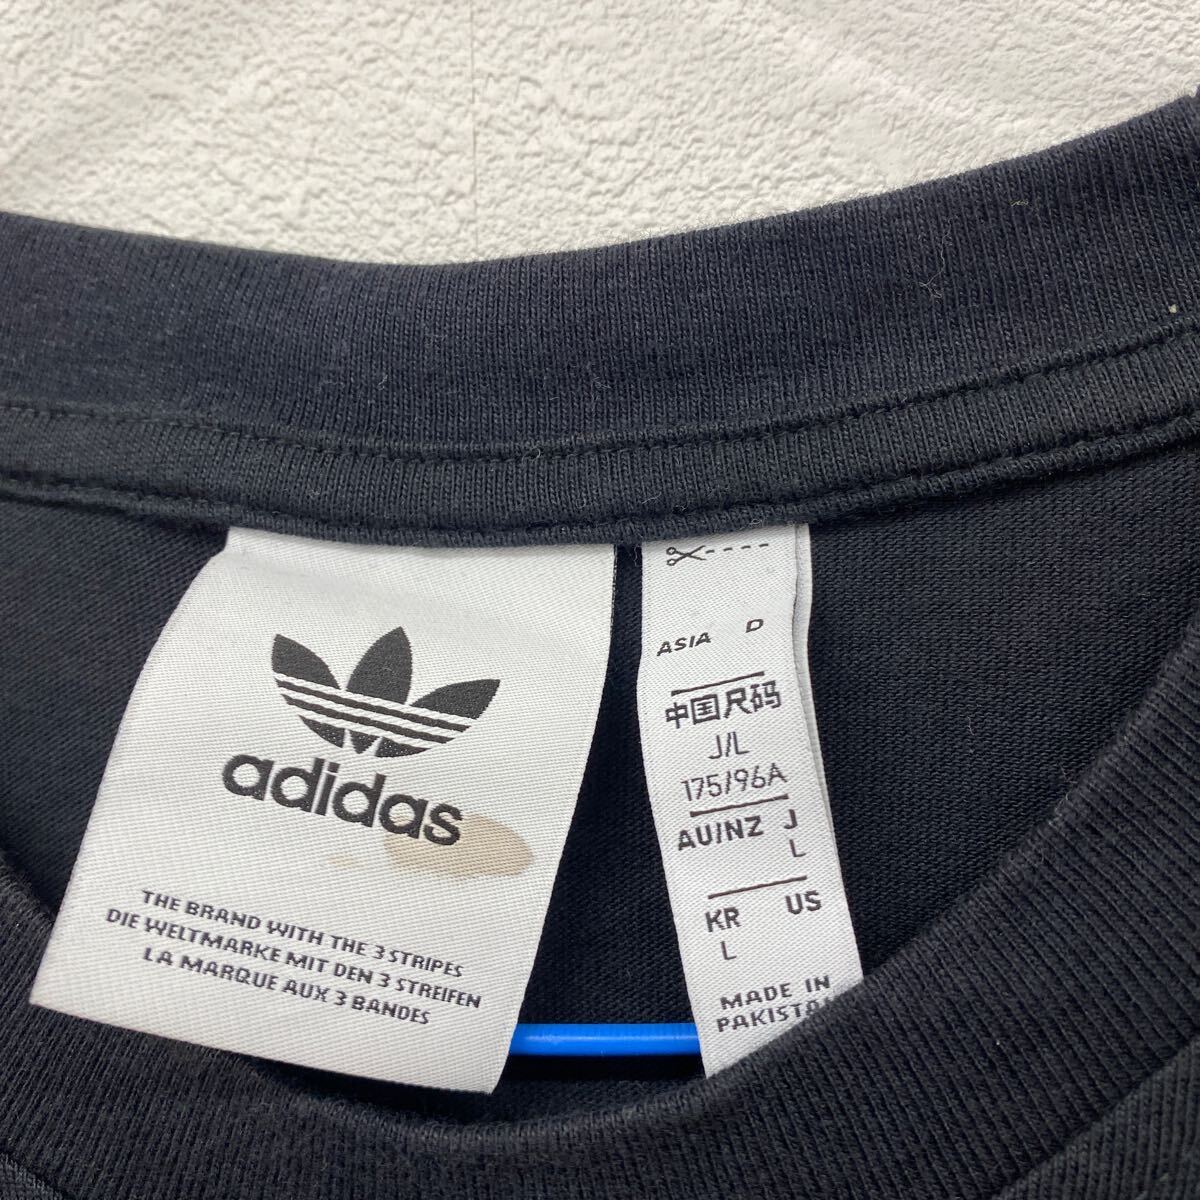 adidas
THE BRAND WITH THE 3 STRIPES
DIE WELTMARKE MIT DEN 3 STREIFEN
LA MARQUE AUX 3 BANDES
ASIA D
中国尺码
J/L
175/96A
AU/NZ J
L
KR US
L
MADE IN